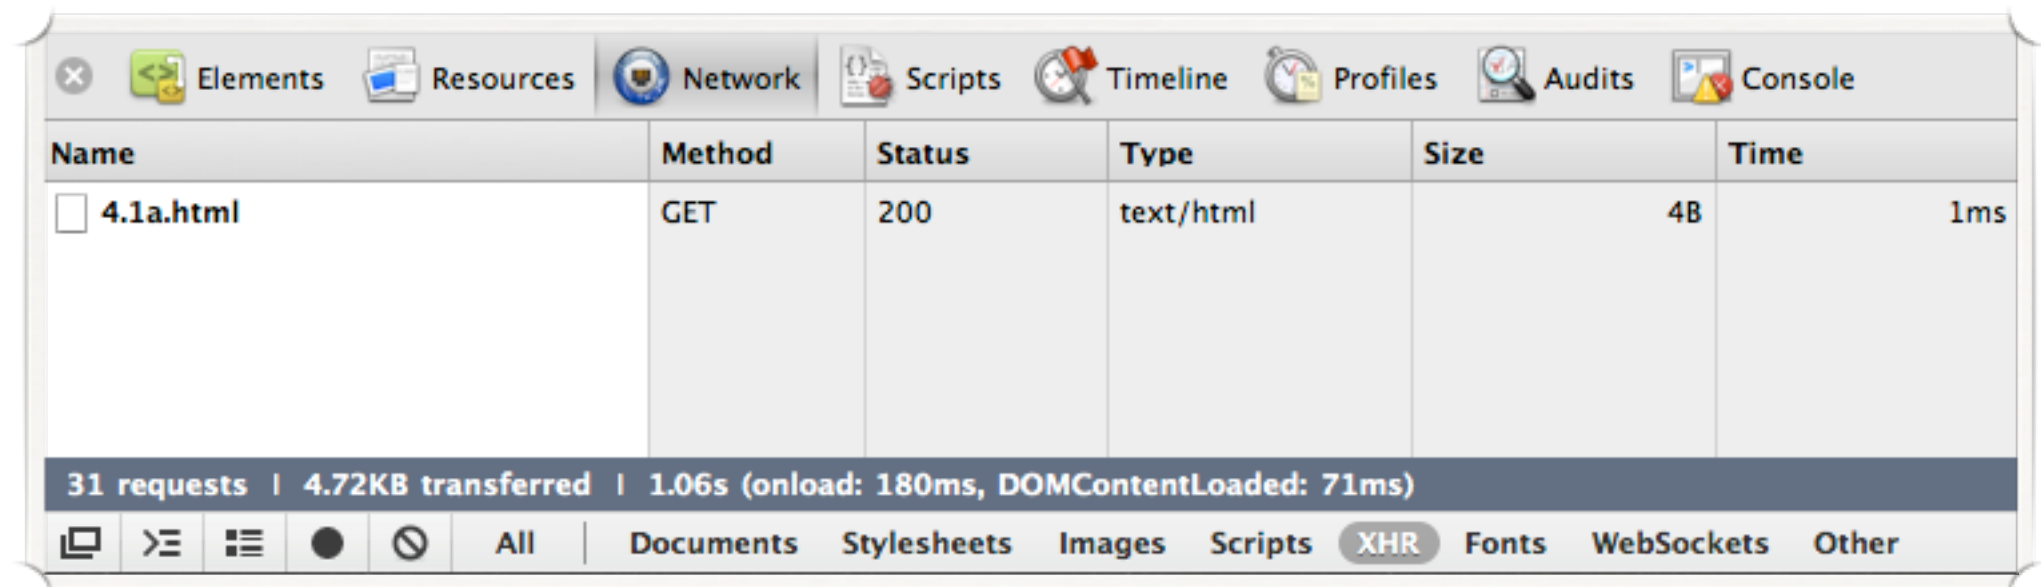 Elements Resources Network Scripts Timeline Profiles Audits Console
Name Method Status Type Size Time
4.1a.html GET 200 text/html 4B 1ms
31 requests | 4.72KB transferred | 1.06s (onload: 180ms, DOMContentLoaded: 71ms)
All Documents Stylesheets Images Scripts XHR Fonts WebSockets Other